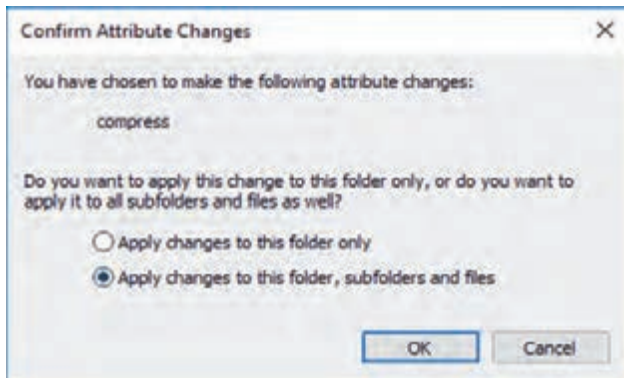 Confirm Attribute Changes
You have chosen to make the following attribute changes:
compress
Do you want to apply this change to this folder only, or do you want to
apply it to all subfolders and files as well?
Apply changes to this folder only
Apply changes to this folder, subfolders and files
OK Cancel